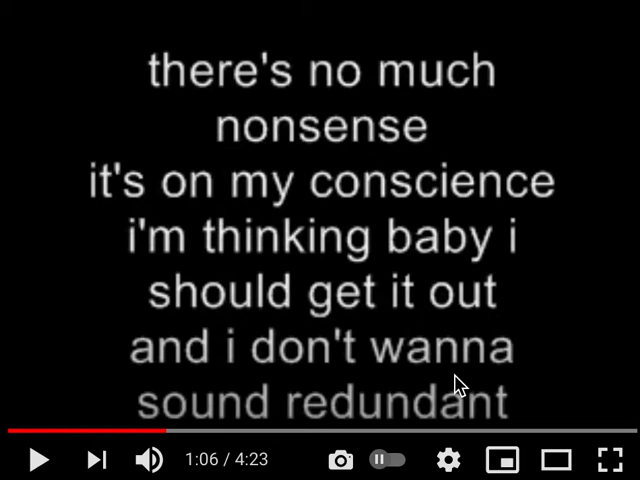 there's no much
nonsense
it's on my conscience
i'm thinking baby i
should get it out
and i don't wanna
sound redundant
1:06 / 4:23